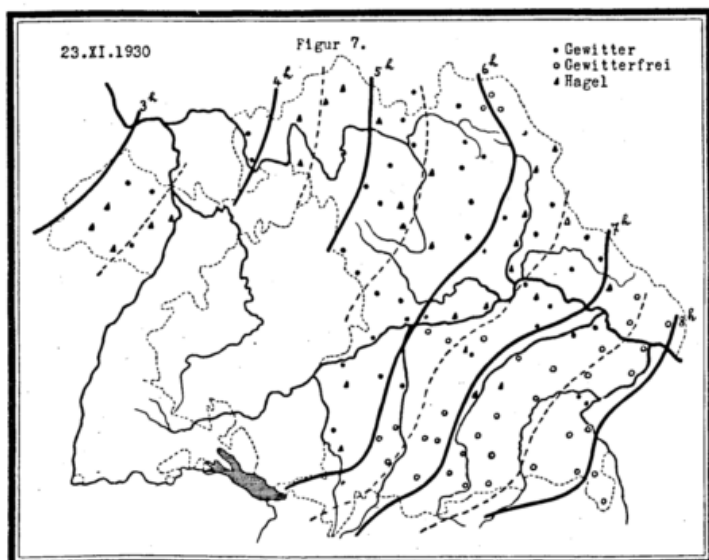 23.XI.1930
Figur 7.
• Gewitter
○ Gewitterfrei
▲ Hagel
3h
4h
5h
6h
7h
8h